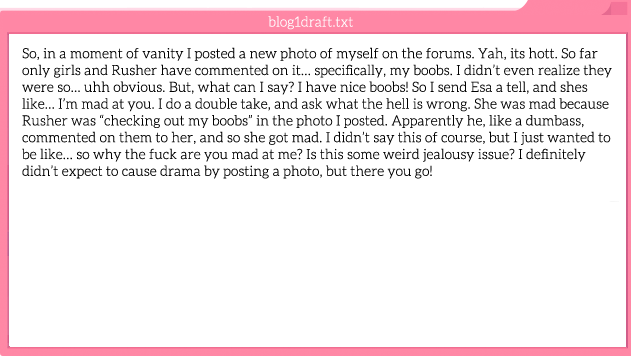 blog1draft.txt
So, in a moment of vanity I posted a new photo of myself on the forums. Yah, its hott. So far
only girls and Rusher have commented on it... specifically, my boobs. I didn't even realize they
were so... uhh obvious. But, what can I say? I have nice boobs! So I send Esa a tell, and shes
like... I'm mad at you. I do a double take, and ask what the hell is wrong. She was mad because
Rusher was "checking out my boobs" in the photo I posted. Apparently he, like a dumbass,
commented on them to her, and so she got mad. I didn't say this of course, but I just wanted to
be like... so why the fuck are you mad at me? Is this some weird jealousy issue? I definitely
didn't expect to cause drama by posting a photo, but there you go!